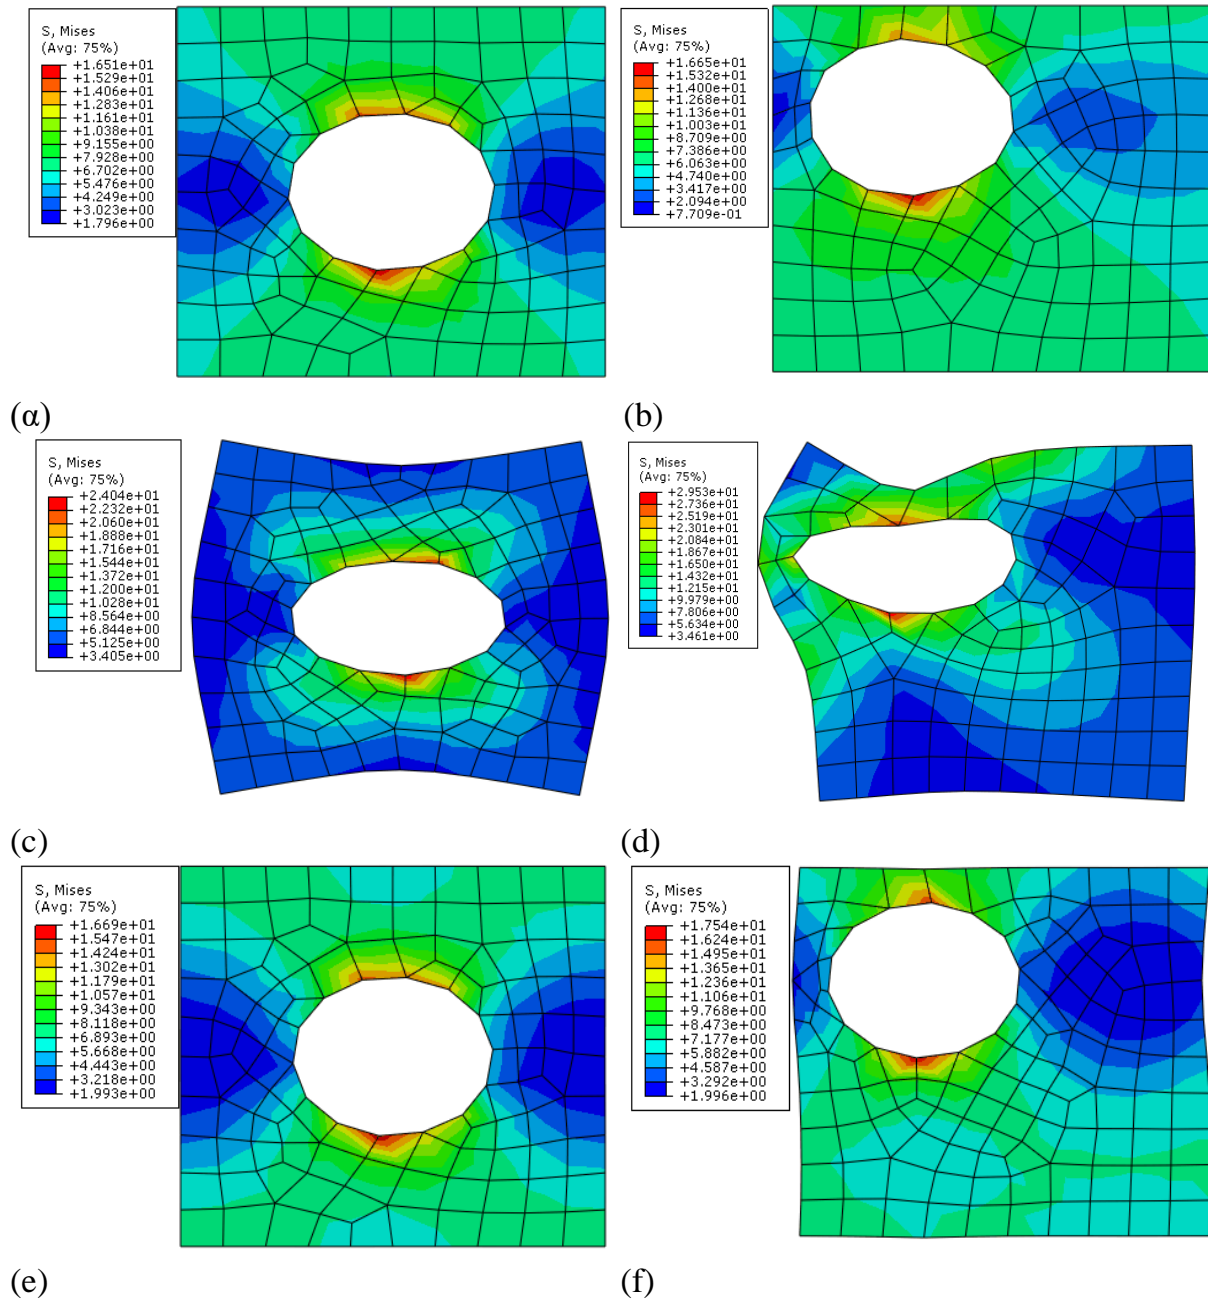 S, Mises
(Avg: 75%)
+1.651e+01
+1.529e+01
+1.406e+01
+1.283e+01
+1.161e+01
+1.038e+01
+9.155e+00
+7.928e+00
+6.702e+00
+5.476e+00
+4.249e+00
+3.023e+00
+1.796e+00
(α)
S, Mises
(Avg: 75%)
+1.665e+01
+1.532e+01
+1.400e+01
+1.268e+01
+1.136e+01
+1.003e+01
+8.709e+00
+7.386e+00
+6.063e+00
+4.740e+00
+3.417e+00
+2.094e+00
+7.709e-01
(b)
S, Mises
(Avg: 75%)
+2.404e+01
+2.232e+01
+2.060e+01
+1.888e+01
+1.716e+01
+1.544e+01
+1.372e+01
+1.200e+01
+1.028e+01
+8.564e+00
+6.844e+00
+5.125e+00
+3.405e+00
(c)
S, Mises
(Avg: 75%)
+2.953e+01
+2.736e+01
+2.519e+01
+2.301e+01
+2.084e+01
+1.867e+01
+1.650e+01
+1.432e+01
+1.215e+01
+9.979e+00
+7.806e+00
+5.634e+00
+3.461e+00
(d)
S, Mises
(Avg: 75%)
+1.669e+01
+1.547e+01
+1.424e+01
+1.302e+01
+1.179e+01
+1.057e+01
+9.343e+00
+8.118e+00
+6.893e+00
+5.668e+00
+4.443e+00
+3.218e+00
+1.993e+00
(e)
S, Mises
(Avg: 75%)
+1.754e+01
+1.624e+01
+1.495e+01
+1.365e+01
+1.236e+01
+1.106e+01
+9.768e+00
+8.473e+00
+7.177e+00
+5.882e+00
+4.587e+00
+3.292e+00
+1.996e+00
(f)